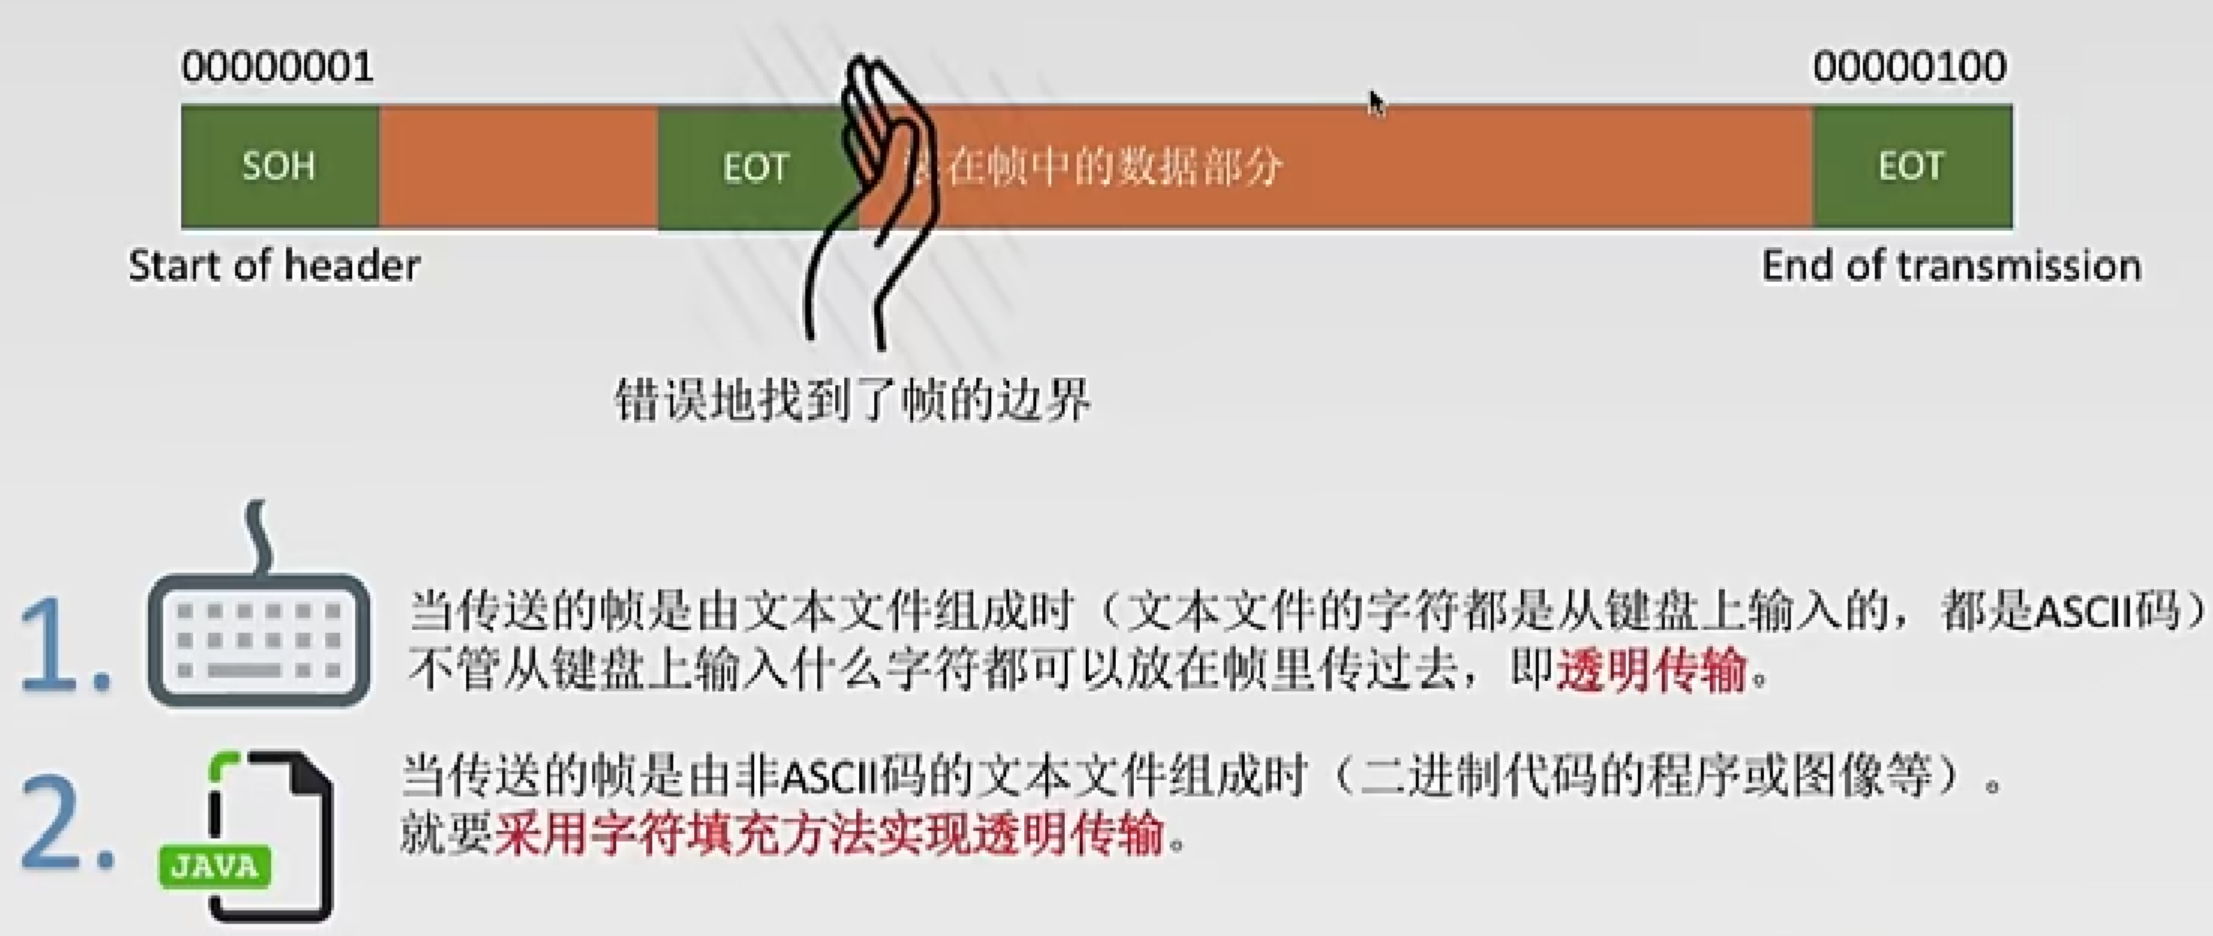 00000001
00000100
SOH
EOT
在帧中的数据部分
EOT
Start of header
End of transmission
错误地找到了帧的边界
1.
当传送的帧是由文本文件组成时（文本文件的字符都是从键盘上输入的，都是ASCII码）
不管从键盘上输入什么字符都可以放在帧里传过去，即透明传输。
2.
JAVA
当传送的帧是由非ASCII码的文本文件组成时（二进制代码的程序或图像等）。
就要采用字符填充方法实现透明传输。